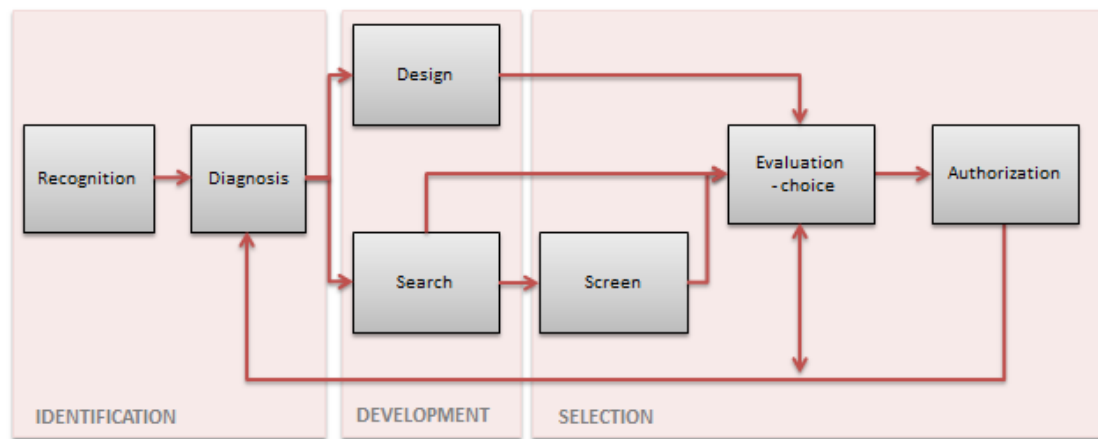 Design
Recognition
Diagnosis
Evaluation
- choice
Authorization
Search
Screen
IDENTIFICATION
DEVELOPMENT
SELECTION